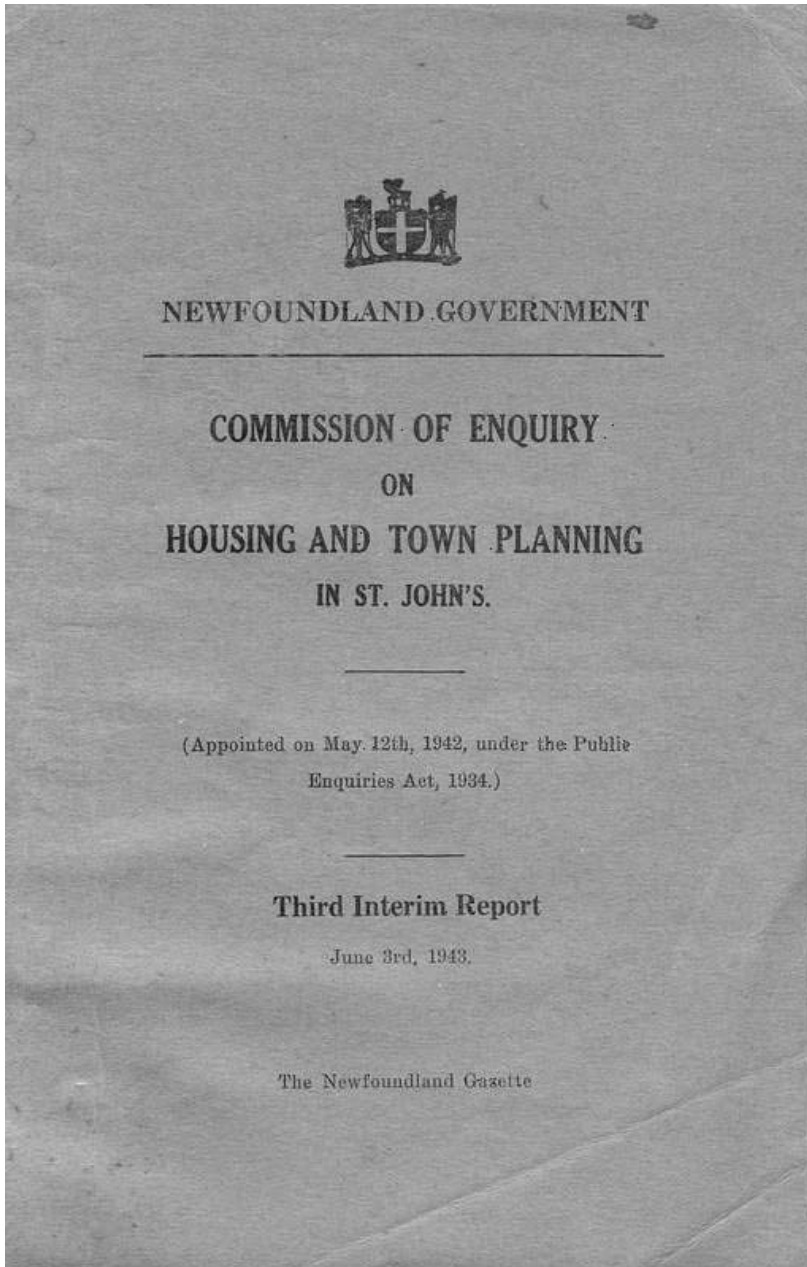 NEWFOUNDLAND GOVERNMENT
COMMISSION OF ENQUIRY
ON
HOUSING AND TOWN PLANNING
IN ST. JOHN'S.
(Appointed on May 12th, 1942, under the Public
Enquiries Act, 1934.)
Third Interim Report
June 3rd, 1943.
The Newfoundland Gazette